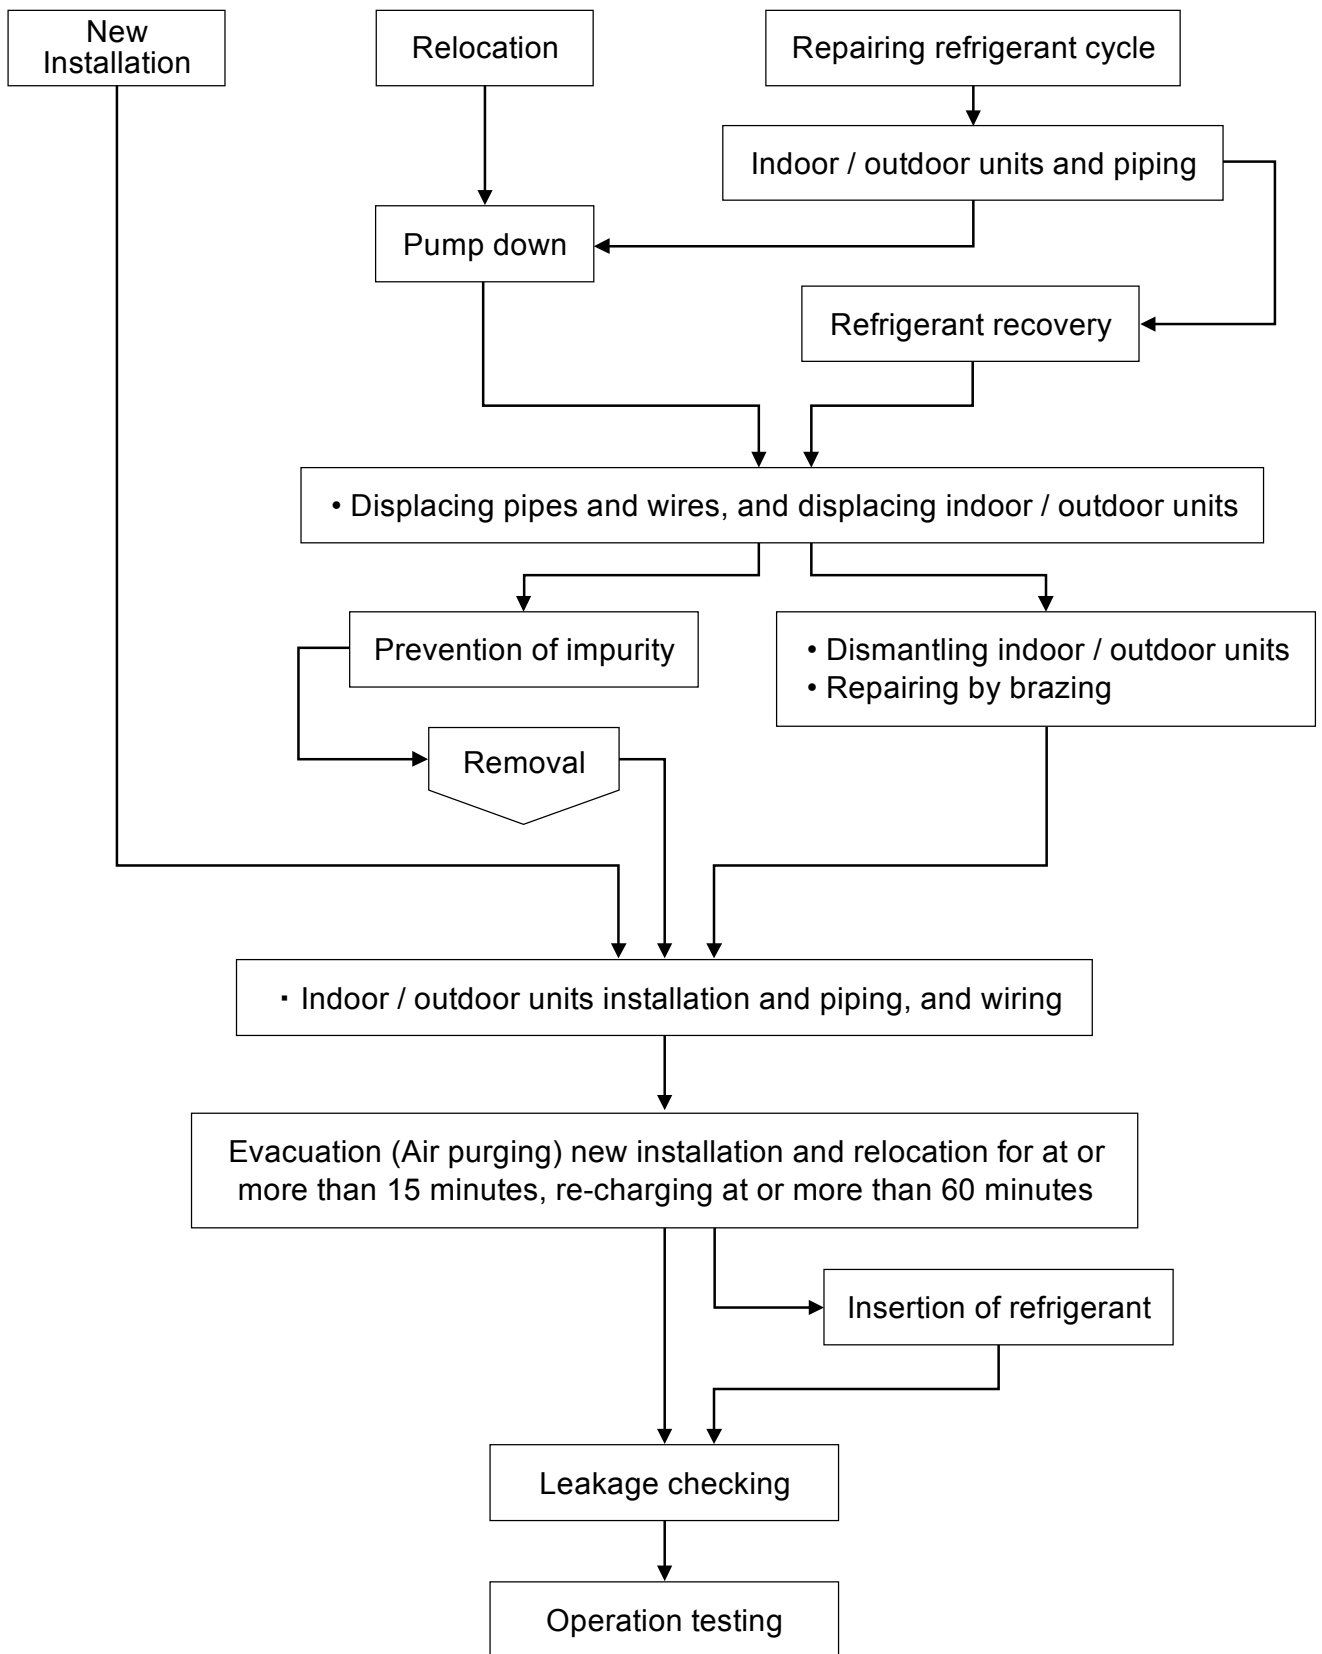 New
Installation
Relocation
Repairing refrigerant cycle
Indoor / outdoor units and piping
Pump down
Refrigerant recovery
• Displacing pipes and wires, and displacing indoor / outdoor units
Prevention of impurity
• Dismantling indoor / outdoor units
• Repairing by brazing
Removal
· Indoor / outdoor units installation and piping, and wiring
Evacuation (Air purging) new installation and relocation for at or
more than 15 minutes, re-charging at or more than 60 minutes
Insertion of refrigerant
Leakage checking
Operation testing